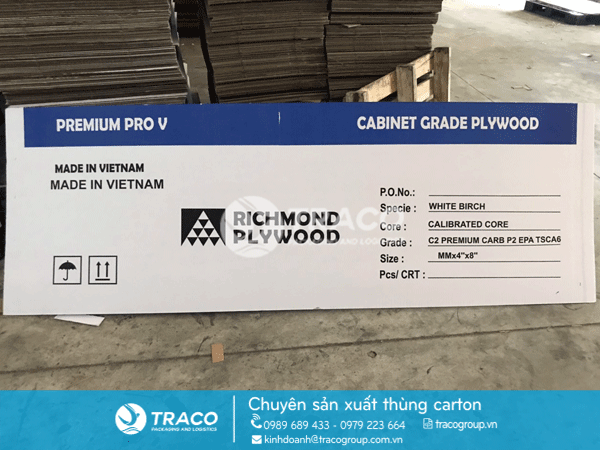 PREMIUM PRO V
CABINET GRADE PLYWOOD
MADE IN VIETNAM
MADE IN VIETNAM
RICHMOND
PLYWOOD
TRACO
P.O.No.:
Specie : WHITE BIRCH
Core : CALIBRATED CORE
Grade : C2 PREMIUM CARB P2 EPA TSCA6
Size : MMx4"x8"
Pcs/ CRT :
TRACO
PACKAGING AND LOGISTICS
Chuyên sản xuất thùng carton
0989 689 433 - 0979 223 664 tracogroup.vn
kinhdoanh@tracogroup.com.vn